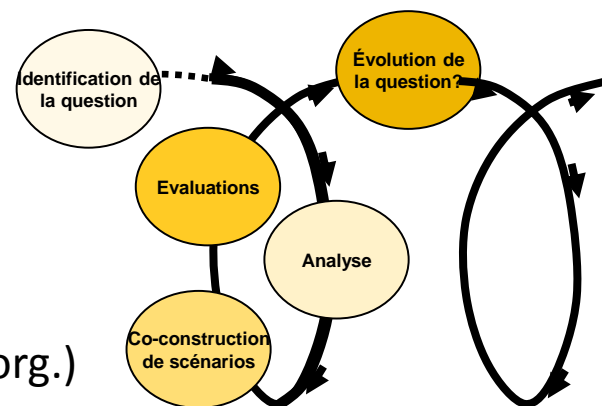 Identification de
la question
Évolution de
la question?
Evaluations
Analyse
Co-construction
de scénarios
org.)